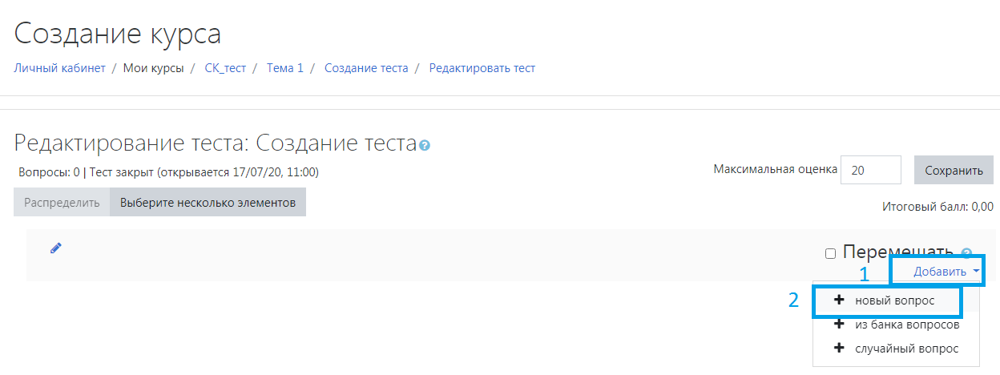 Создание курса
Личный кабинет / Мои курсы / СК_тест / Тема 1 / Создание теста / Редактировать тест
Редактирование теста: Создание теста
Вопросы: 0 | Тест закрыт (открывается 17/07/20, 11:00)
Максимальная оценка 20 Сохранить
Распределить Выберите несколько элементов
Итоговый балл: 0,00
Перемешать
1 Добавить
2 новый вопрос
из банка вопросов
случайный вопрос